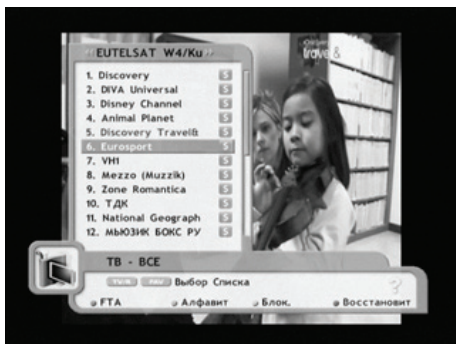 EUTELSAT W4/Ku
Discovery travel &
1. Discovery S
2. DIVA Universal S
3. Disney Channel S
4. Animal Planet S
5. Discovery Travel& S
6. Eurosport S
7. VH1 S
8. Mezzo (Muzzik) S
9. Zone Romantica S
10. ТДК S
11. National Geograph S
12. МЬЮЗИК БОКС РУ S
ТВ - ВСЕ
TV/R FAV Выбор Списка
FTA Алфавит Блок. Восстановит